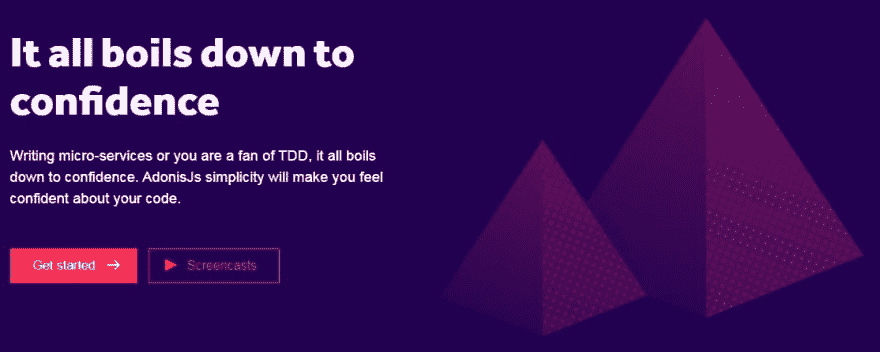 It all boils down to
confidence
Writing micro-services or you are a fan of TDD, it all boils
down to confidence. AdonisJs simplicity will make you feel
confident about your code.
Get started
Screencasts